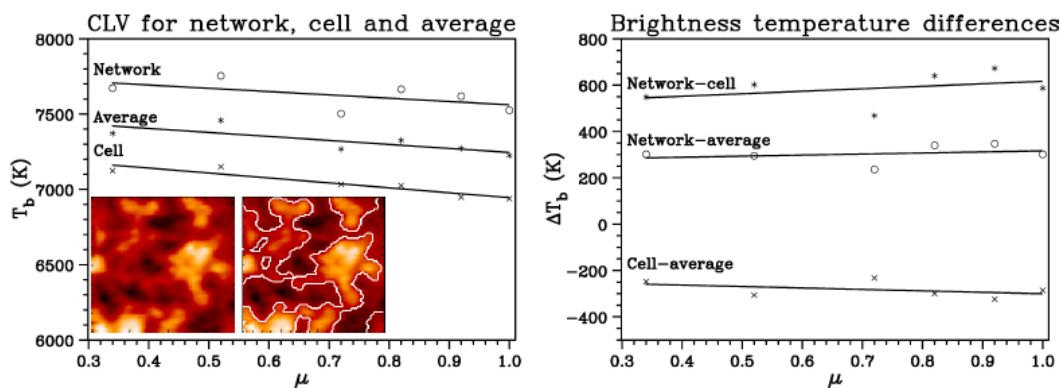 CLV for network, cell and average
8000
7500
7000
6500
6000
T_b (K)
Network
Average
Cell
0.3 0.4 0.5 0.6 0.7 0.8 0.9 1.0
μ
Brightness temperature differences
800
600
400
200
0
-200
-400
ΔT_b (K)
Network-cell
Network-average
Cell-average
0.3 0.4 0.5 0.6 0.7 0.8 0.9 1.0
μ